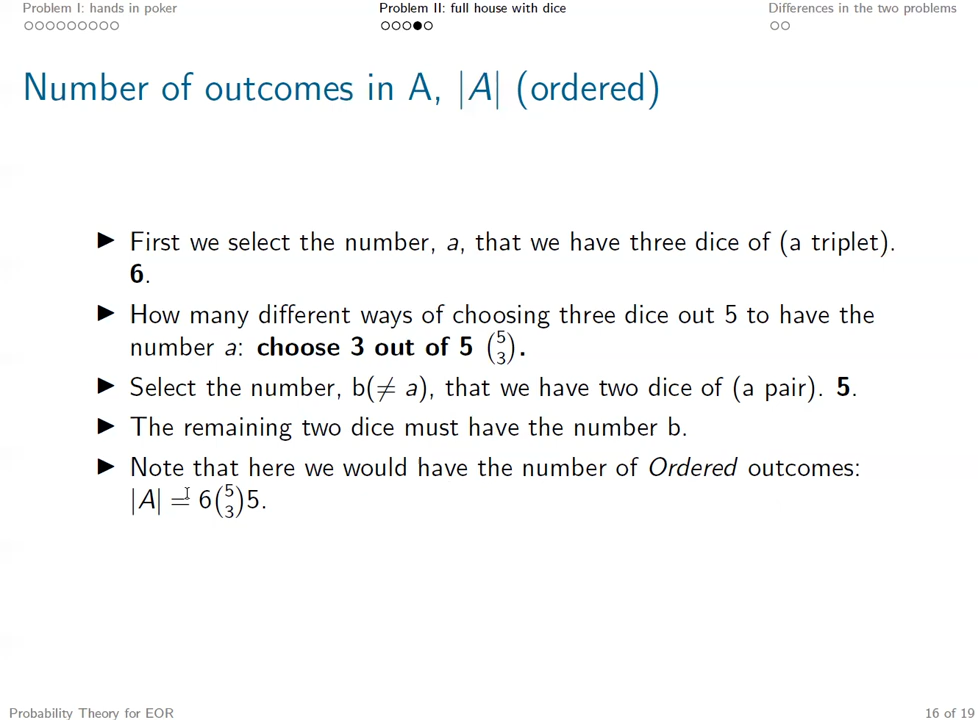 Problem I: hands in poker
Problem II: full house with dice
Differences in the two problems
Number of outcomes in A, |A| (ordered)
▶ First we select the number, a, that we have three dice of (a triplet).
6.
▶ How many different ways of choosing three dice out 5 to have the
number a: choose 3 out of 5 (5 3).
▶ Select the number, b(≠ a), that we have two dice of (a pair). 5.
▶ The remaining two dice must have the number b.
▶ Note that here we would have the number of Ordered outcomes:
|A| = 6(5 3)5.
Probability Theory for EOR
16 of 19